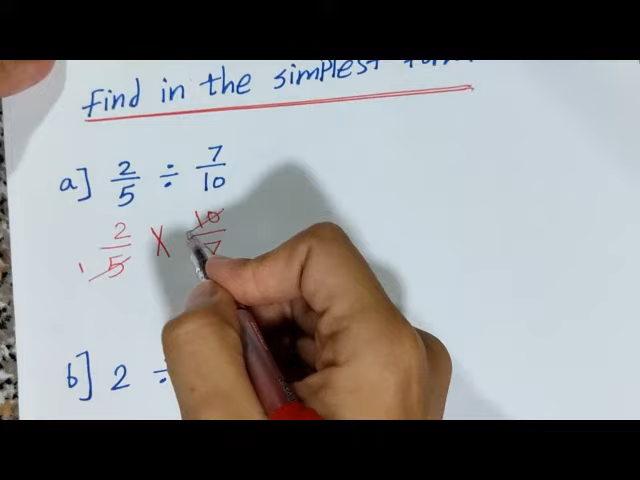 Find in the simplest
a] 2/5 ÷ 7/10
2/5 × 10/7
1
b] 2 ÷